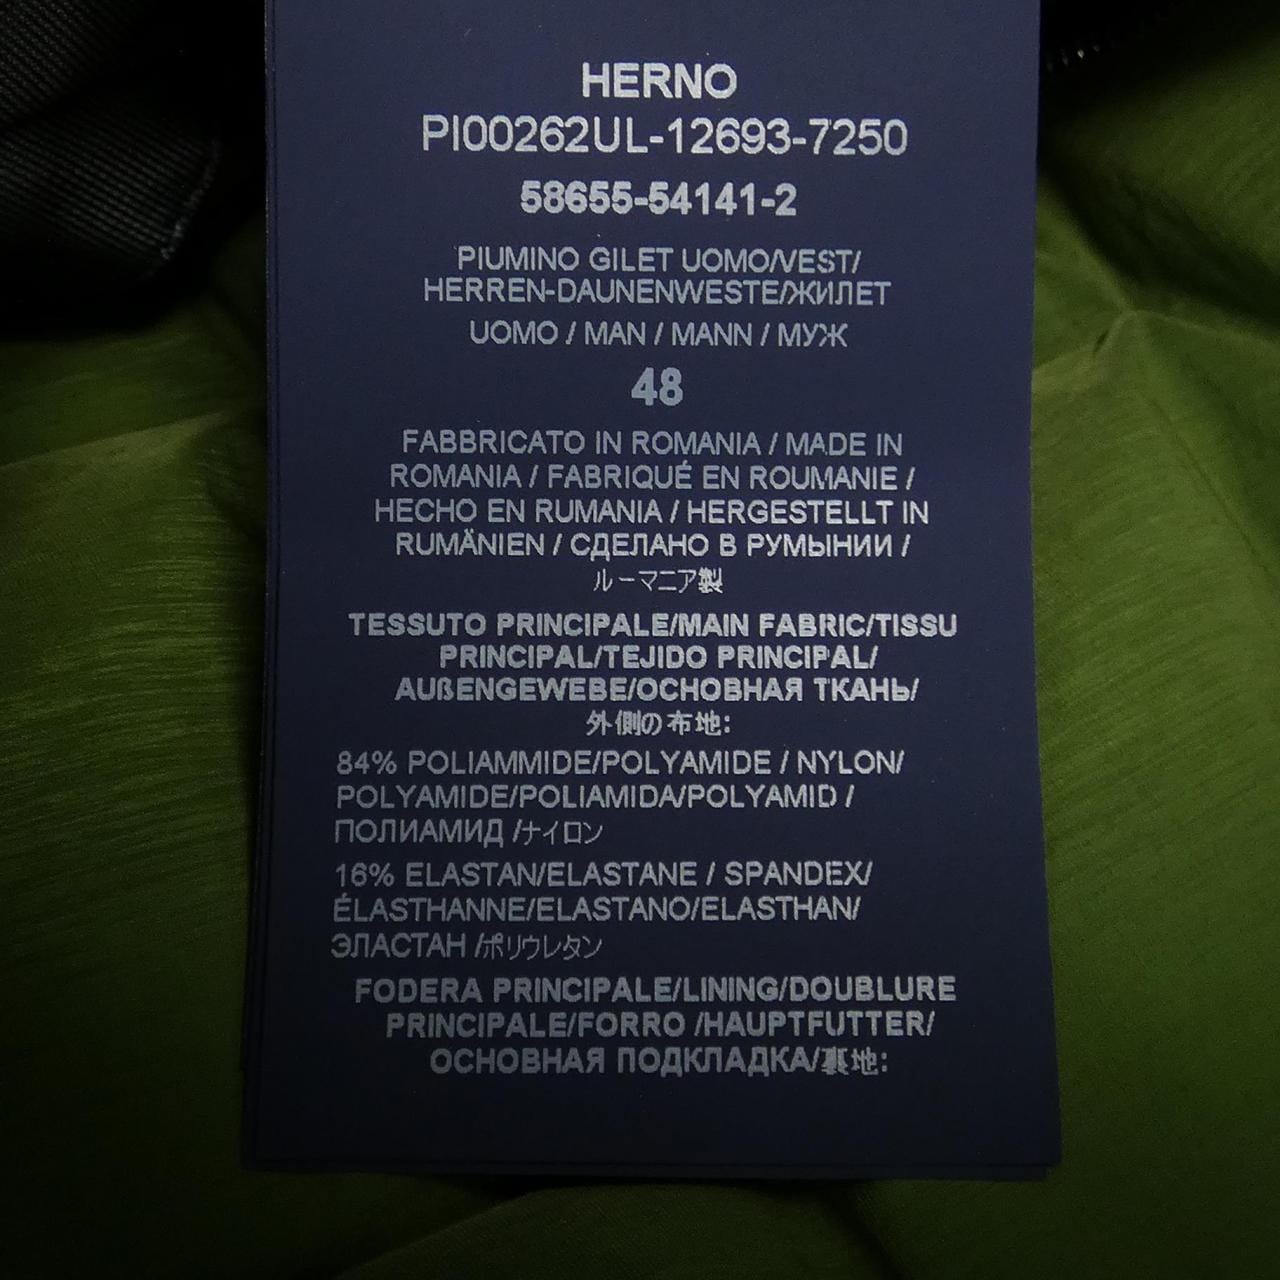 HERNO
PI00262UL-12693-7250
58655-54141-2
PIUMINO GILET UOMO/VEST/
HERREN-DAUNENWESTE/ЖИЛЕТ
UOMO / MAN / MANN / МУЖ
48
FABBRICATO IN ROMANIA / MADE IN
ROMANIA / FABRIQUÉ EN ROUMANIE /
HECHO EN RUMANIA / HERGESTELLT IN
RUMÄNIEN / СДЕЛАНО В РУМЫНИИ /
ルーマニア製
TESSUTO PRINCIPALE/MAIN FABRIC/TISSU
PRINCIPAL/TEJIDO PRINCIPAL/
AUßENGEWEBE/ОСНОВНАЯ ТКАНЬ/
外側の布地:
84% POLIAMMIDE/POLYAMIDE / NYLON/
POLYAMIDE/POLIAMIDA/POLYAMID /
ПОЛИАМИД /ナイロン
16% ELASTAN/ELASTANE / SPANDEX/
ÉLASTHANNE/ELASTANO/ELASTHAN/
ЭЛАСТАН /ポリウレタン
FODERA PRINCIPALE/LINING/DOUBLURE
PRINCIPALE/FORRO /HAUPTFUTTER/
ОСНОВНАЯ ПОДКЛАДКА/裏地: